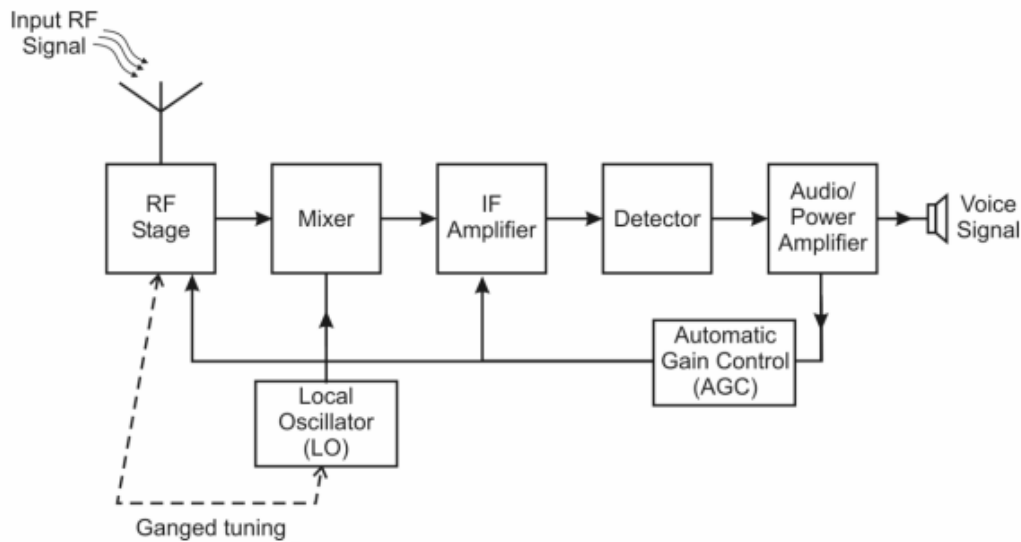 Input RF
Signal
RF
Stage
Mixer
IF
Amplifier
Detector
Audio/
Power
Amplifier
Voice
Signal
Automatic
Gain Control
(AGC)
Local
Oscillator
(LO)
Ganged tuning